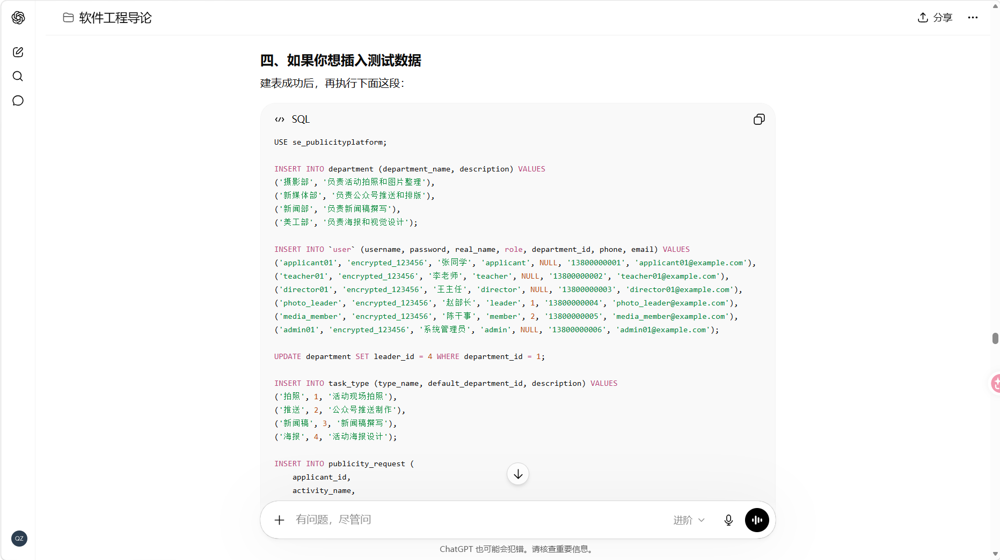 软件工程导论
分享
四、如果你想插入测试数据
建表成功后，再执行下面这段：
SQL
USE se_publicityplatform;
INSERT INTO department (department_name, description) VALUES
('摄影部', '负责活动拍照和图片整理'),
('新媒体部', '负责公众号推送和排版'),
('新闻部', '负责新闻稿撰写'),
('美工部', '负责海报和视觉设计');
INSERT INTO `user` (username, password, real_name, role, department_id, phone, email) VALUES
('applicant01', 'encrypted_123456', '张同学', 'applicant', NULL, '13800000001', 'applicant01@example.com'),
('teacher01', 'encrypted_123456', '李老师', 'teacher', NULL, '13800000002', 'teacher01@example.com'),
('director01', 'encrypted_123456', '王主任', 'director', NULL, '13800000003', 'director01@example.com'),
('photo_leader', 'encrypted_123456', '赵部长', 'leader', 1, '13800000004', 'photo_leader@example.com'),
('media_member', 'encrypted_123456', '陈干事', 'member', 2, '13800000005', 'media_member@example.com'),
('admin01', 'encrypted_123456', '系统管理员', 'admin', NULL, '13800000006', 'admin01@example.com');
UPDATE department SET leader_id = 4 WHERE department_id = 1;
INSERT INTO task_type (type_name, default_department_id, description) VALUES
('拍照', 1, '活动现场拍照'),
('推送', 2, '公众号推送制作'),
('新闻稿', 3, '新闻稿撰写'),
('海报', 4, '活动海报设计');
INSERT INTO publicity_request (
    applicant_id,
    activity_name,
有问题，尽管问
进阶
QZ
ChatGPT 也可能会犯错。请核查重要信息。